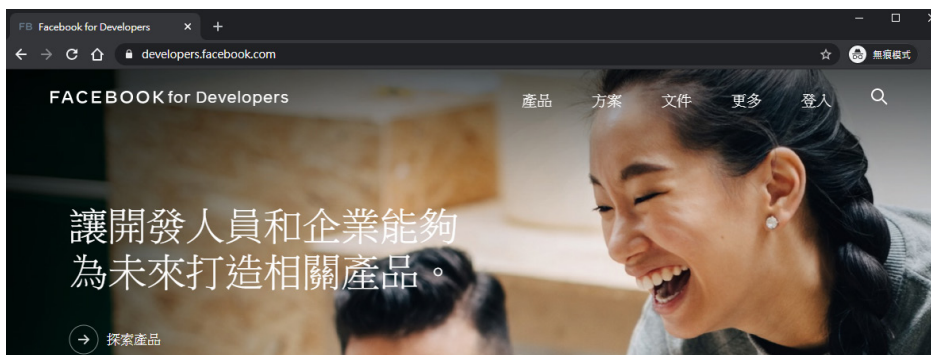 FB Facebook for Developers
developers.facebook.com
無痕模式
FACEBOOK for Developers
產品 方案 文件 更多 登入
讓開發人員和企業能夠
為未來打造相關產品。
探索產品